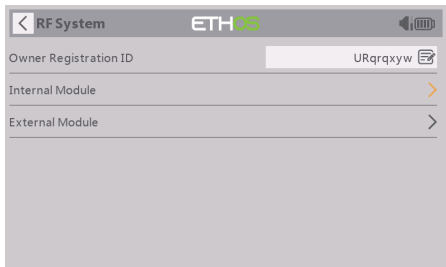 RF System
ETHOS
Owner Registration ID
URqrqxyw
Internal Module
External Module